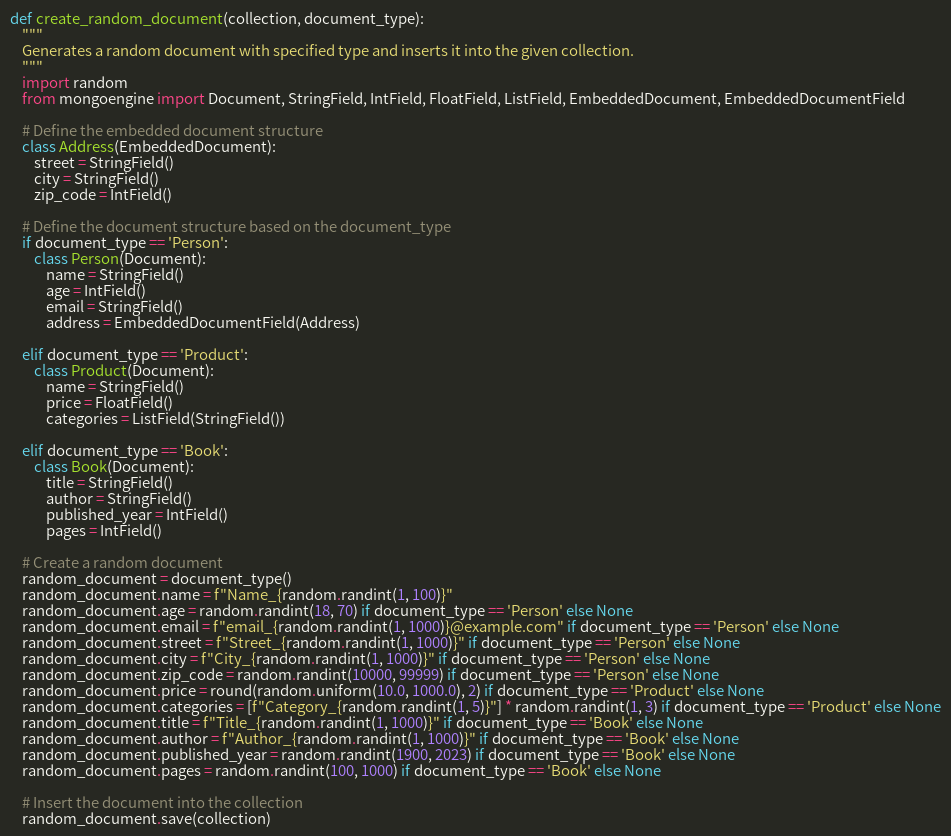 def create_random_document(collection, document_type):
    """
    Generates a random document with specified type and inserts it into the given collection.
    """
    import random
    from mongoengine import Document, StringField, IntField, FloatField, ListField, EmbeddedDocument, EmbeddedDocumentField

    # Define the embedded document structure
    class Address(EmbeddedDocument):
        street = StringField()
        city = StringField()
        zip_code = IntField()

    # Define the document structure based on the document_type
    if document_type == 'Person':
        class Person(Document):
            name = StringField()
            age = IntField()
            email = StringField()
            address = EmbeddedDocumentField(Address)

    elif document_type == 'Product':
        class Product(Document):
            name = StringField()
            price = FloatField()
            categories = ListField(StringField())

    elif document_type == 'Book':
        class Book(Document):
            title = StringField()
            author = StringField()
            published_year = IntField()
            pages = IntField()

    # Create a random document
    random_document = document_type()
    random_document.name = f"Name_{random.randint(1, 100)}"
    random_document.age = random.randint(18, 70) if document_type == 'Person' else None
    random_document.email = f"email_{random.randint(1, 1000)}@example.com" if document_type == 'Person' else None
    random_document.street = f"Street_{random.randint(1, 1000)}" if document_type == 'Person' else None
    random_document.city = f"City_{random.randint(1, 1000)}" if document_type == 'Person' else None
    random_document.zip_code = random.randint(10000, 99999) if document_type == 'Person' else None
    random_document.price = round(random.uniform(10.0, 1000.0), 2) if document_type == 'Product' else None
    random_document.categories = [f"Category_{random.randint(1, 5)}"] * random.randint(1, 3) if document_type == 'Product' else None
    random_document.title = f"Title_{random.randint(1, 1000)}" if document_type == 'Book' else None
    random_document.author = f"Author_{random.randint(1, 1000)}" if document_type == 'Book' else None
    random_document.published_year = random.randint(1900, 2023) if document_type == 'Book' else None
    random_document.pages = random.randint(100, 1000) if document_type == 'Book' else None

    # Insert the document into the collection
    random_document.save(collection)